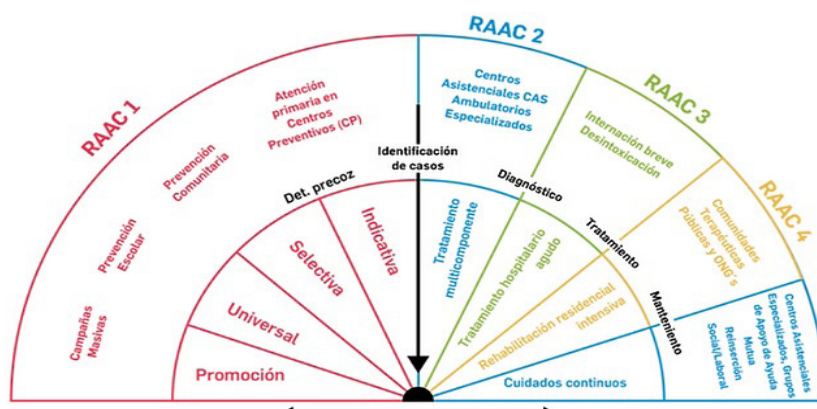 RAAC 1
RAAC 2
RAAC 3
RAAC 4
Campañas
Masivas
Prevención
Escolar
Prevención
Comunitaria
Atención
primaria en
Centros
Preventivos (CP)
Centros
Asistenciales CAS
Ambulatorios
Especializados
Internación breve
Desintoxicación
Comunidades
Terapéuticas
Públicas y ONG´s
Centros Asistenciales
Especializados, Grupos
de Apoyo de Ayuda
Mutua
Reinserción
Social/Laboral
Det. precoz
Identificación
de casos
Diagnóstico
Tratamiento
Manteniento
Promoción
Universal
Selectiva
Indicativa
Tratamiento
multicomponente
Tratamiento hospitalario
agudo
Rehabilitación residencial
intensiva
Cuidados continuos